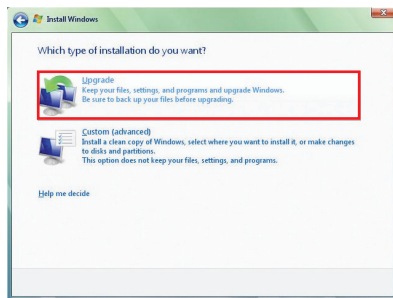 Install Windows
Which type of installation do you want?
Upgrade
Keep your files, settings, and programs and upgrade Windows.
Be sure to back up your files before upgrading.
Custom (advanced)
Install a clean copy of Windows, select where you want to install it, or make changes
to disks and partitions.
This option does not keep your files, settings, and programs.
Help me decide